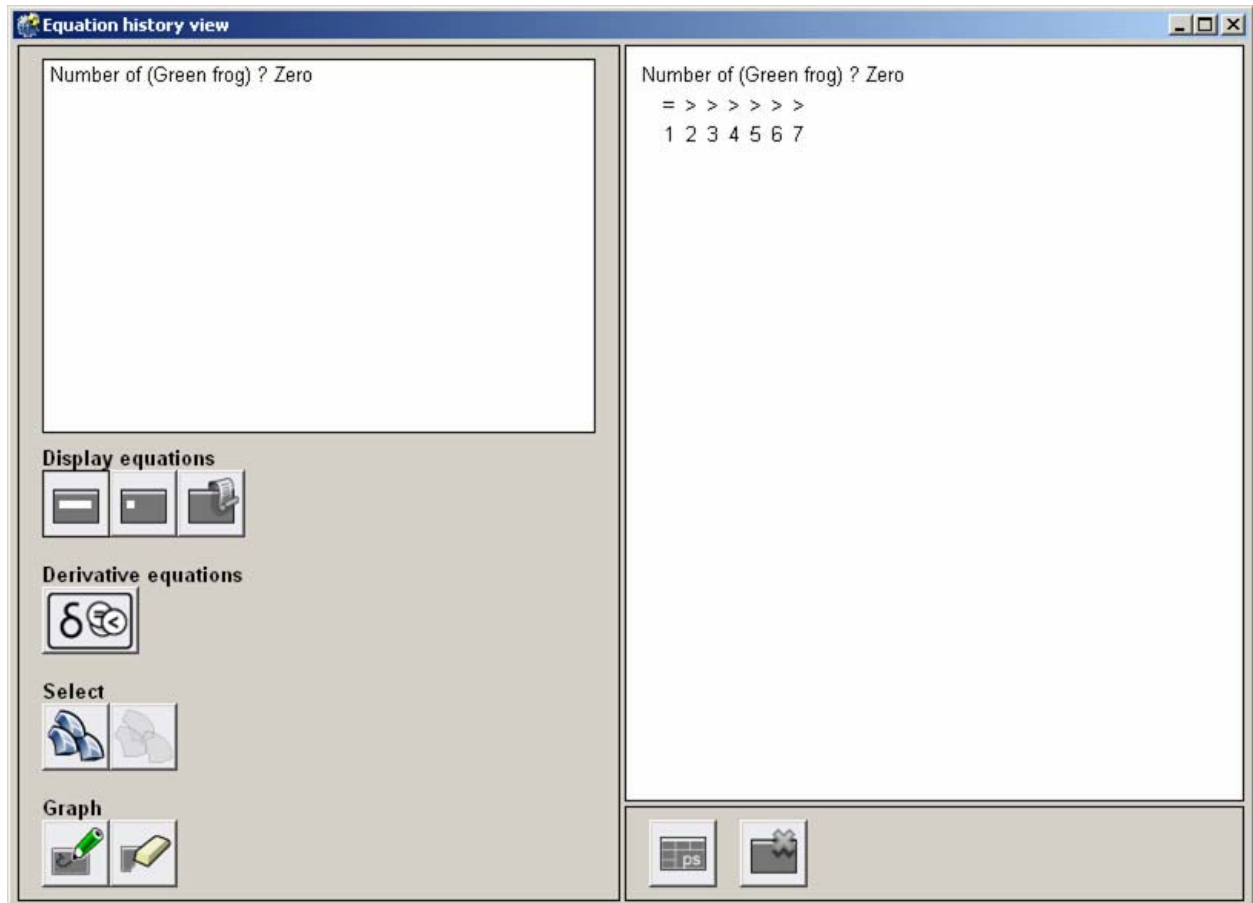 Equation history view
Number of (Green frog) ? Zero
Display equations
Derivative equations
δ = <
Select
Graph
Number of (Green frog) ? Zero
= > > > > > >
1 2 3 4 5 6 7
ps